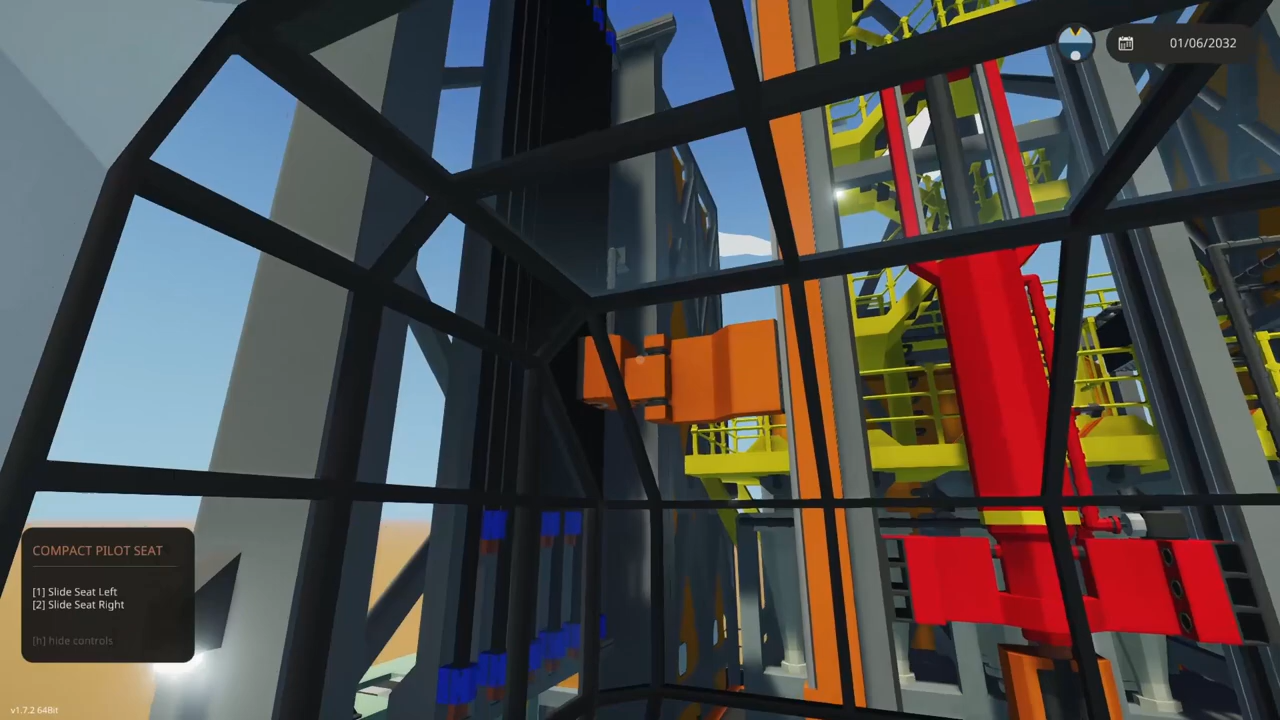 01/06/2032
COMPACT PILOT SEAT
[1] Slide Seat Left
[2] Slide Seat Right
[h] hide controls
v1.7.2 64Bit